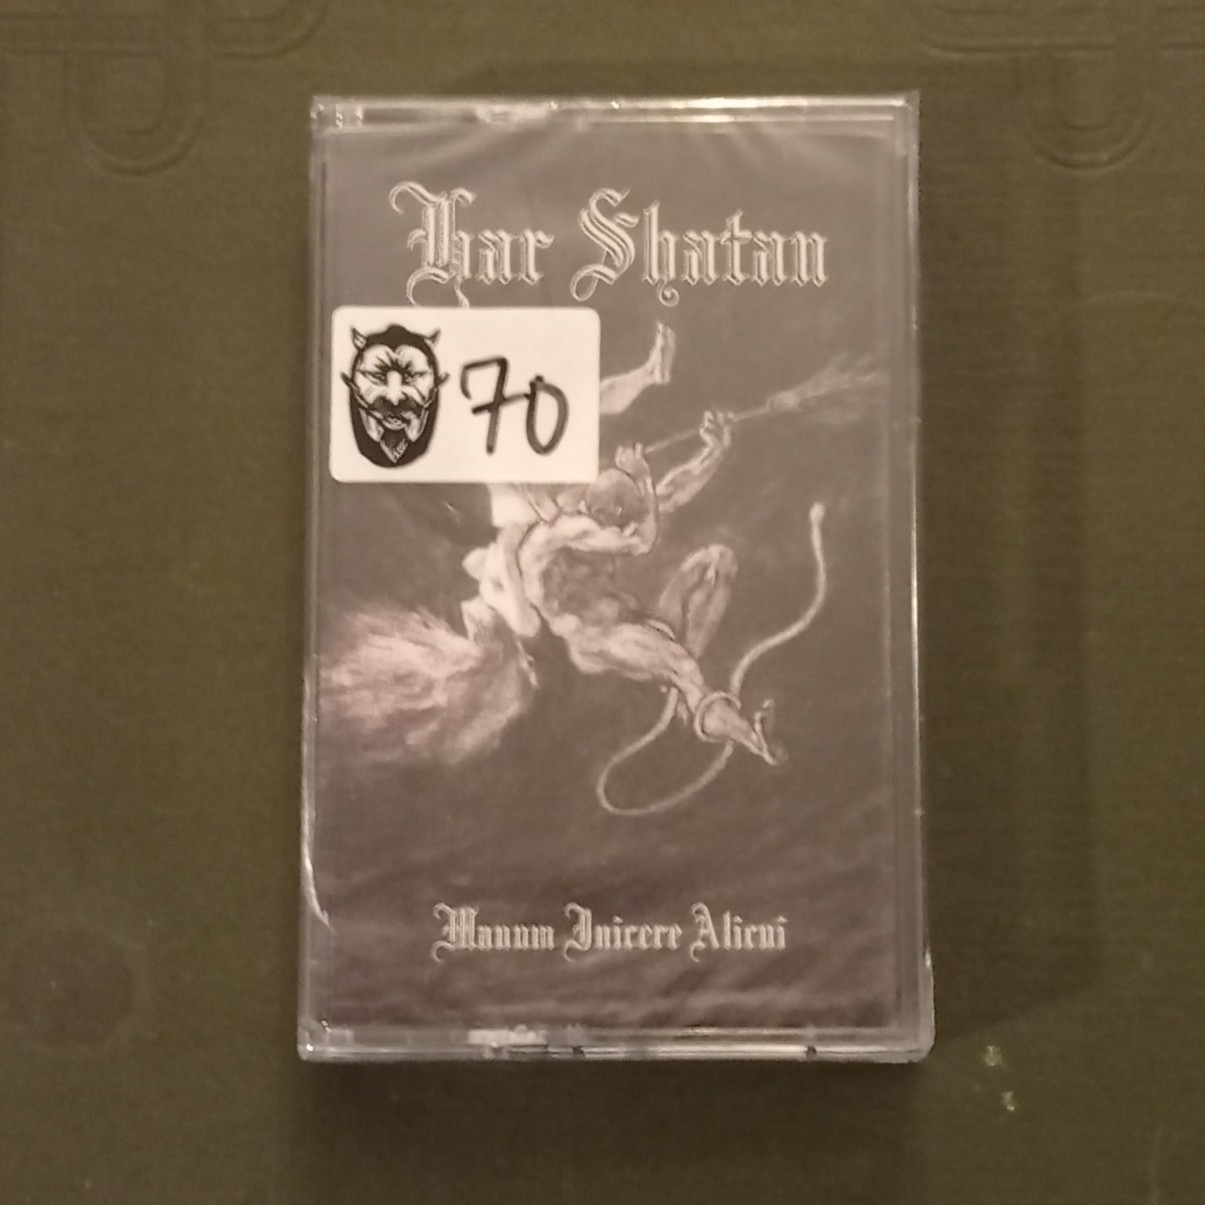 Har Shatan
70
Manum Inicere Alicui